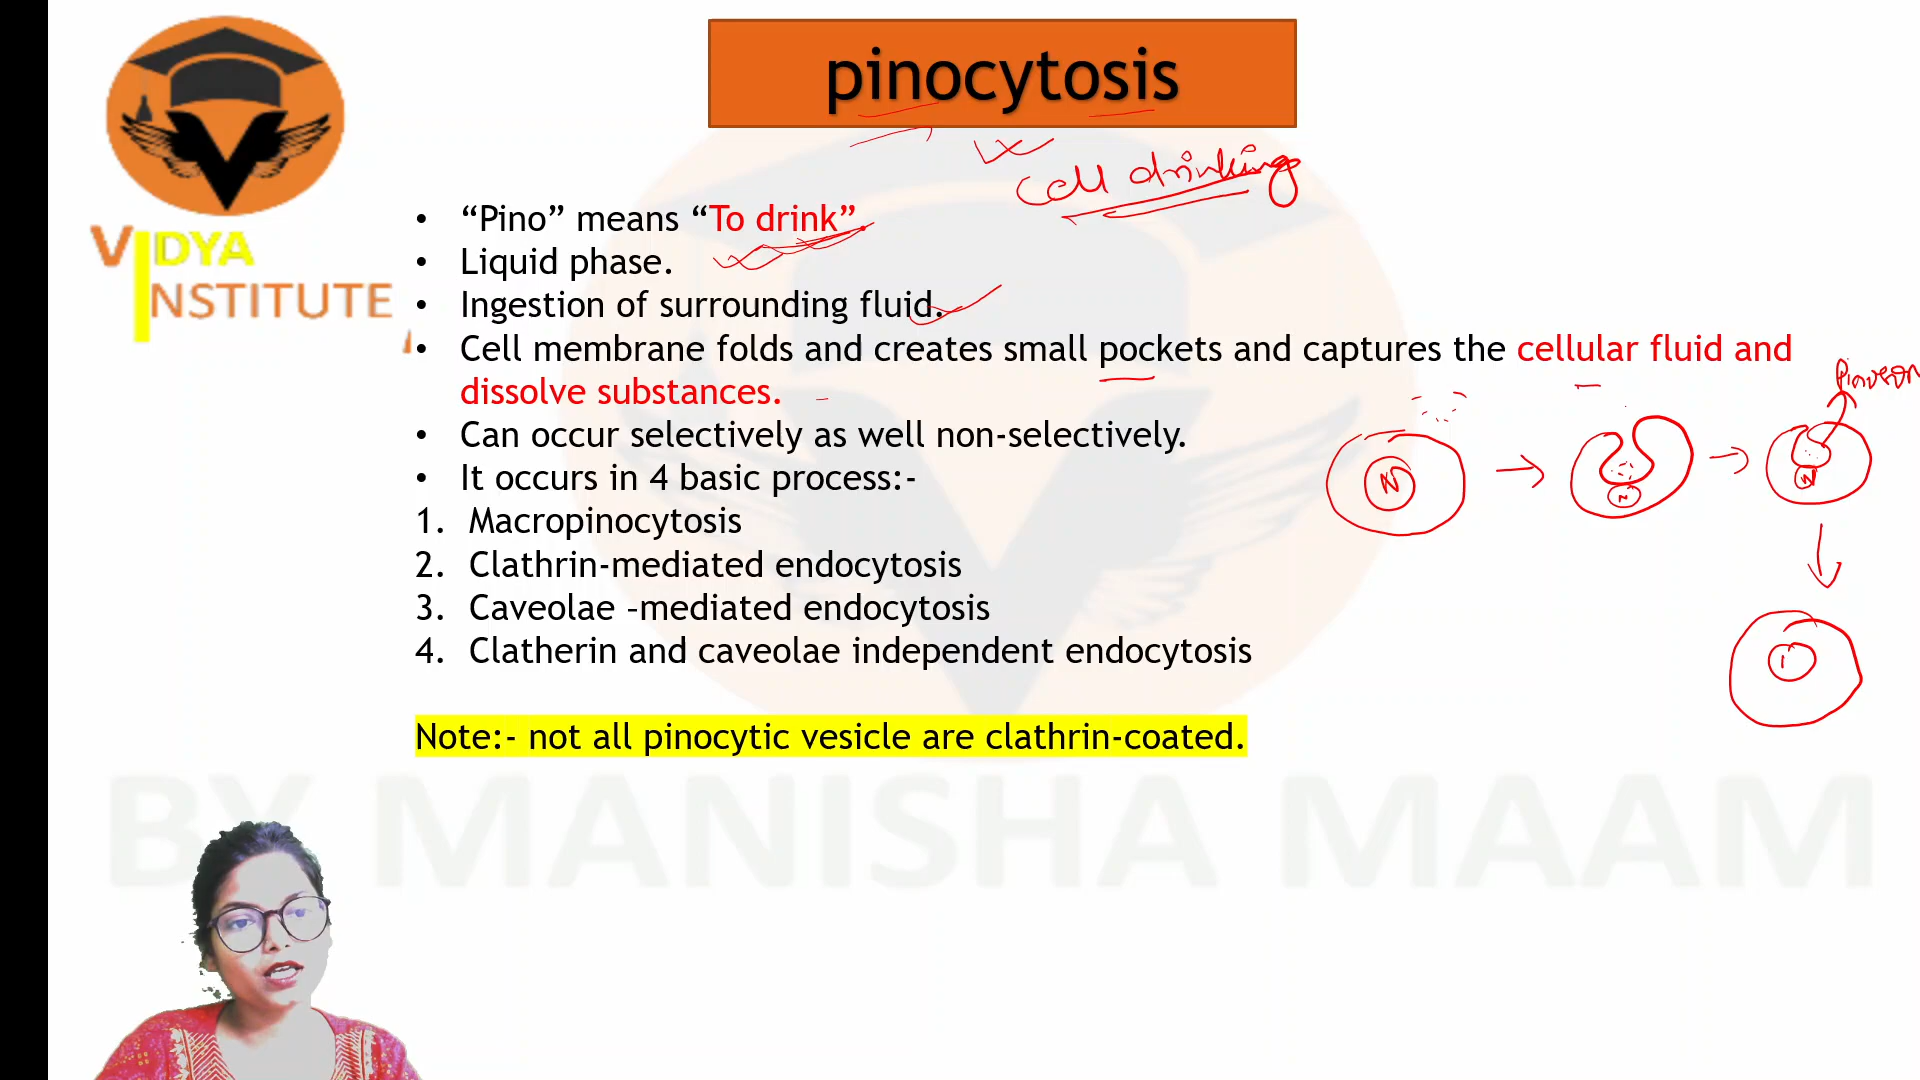 pinocytosis
cell drinking
VIDYA
INSTITUTE
• “Pino” means “To drink”
• Liquid phase.
• Ingestion of surrounding fluid.
• Cell membrane folds and creates small pockets and captures the cellular fluid and
dissolve substances.
• Can occur selectively as well non-selectively.
• It occurs in 4 basic process:-
1. Macropinocytosis
2. Clathrin-mediated endocytosis
3. Caveolae –mediated endocytosis
4. Clatherin and caveolae independent endocytosis
N
N
N
Note:- not all pinocytic vesicle are clathrin-coated.
BY MANISHA MAAM